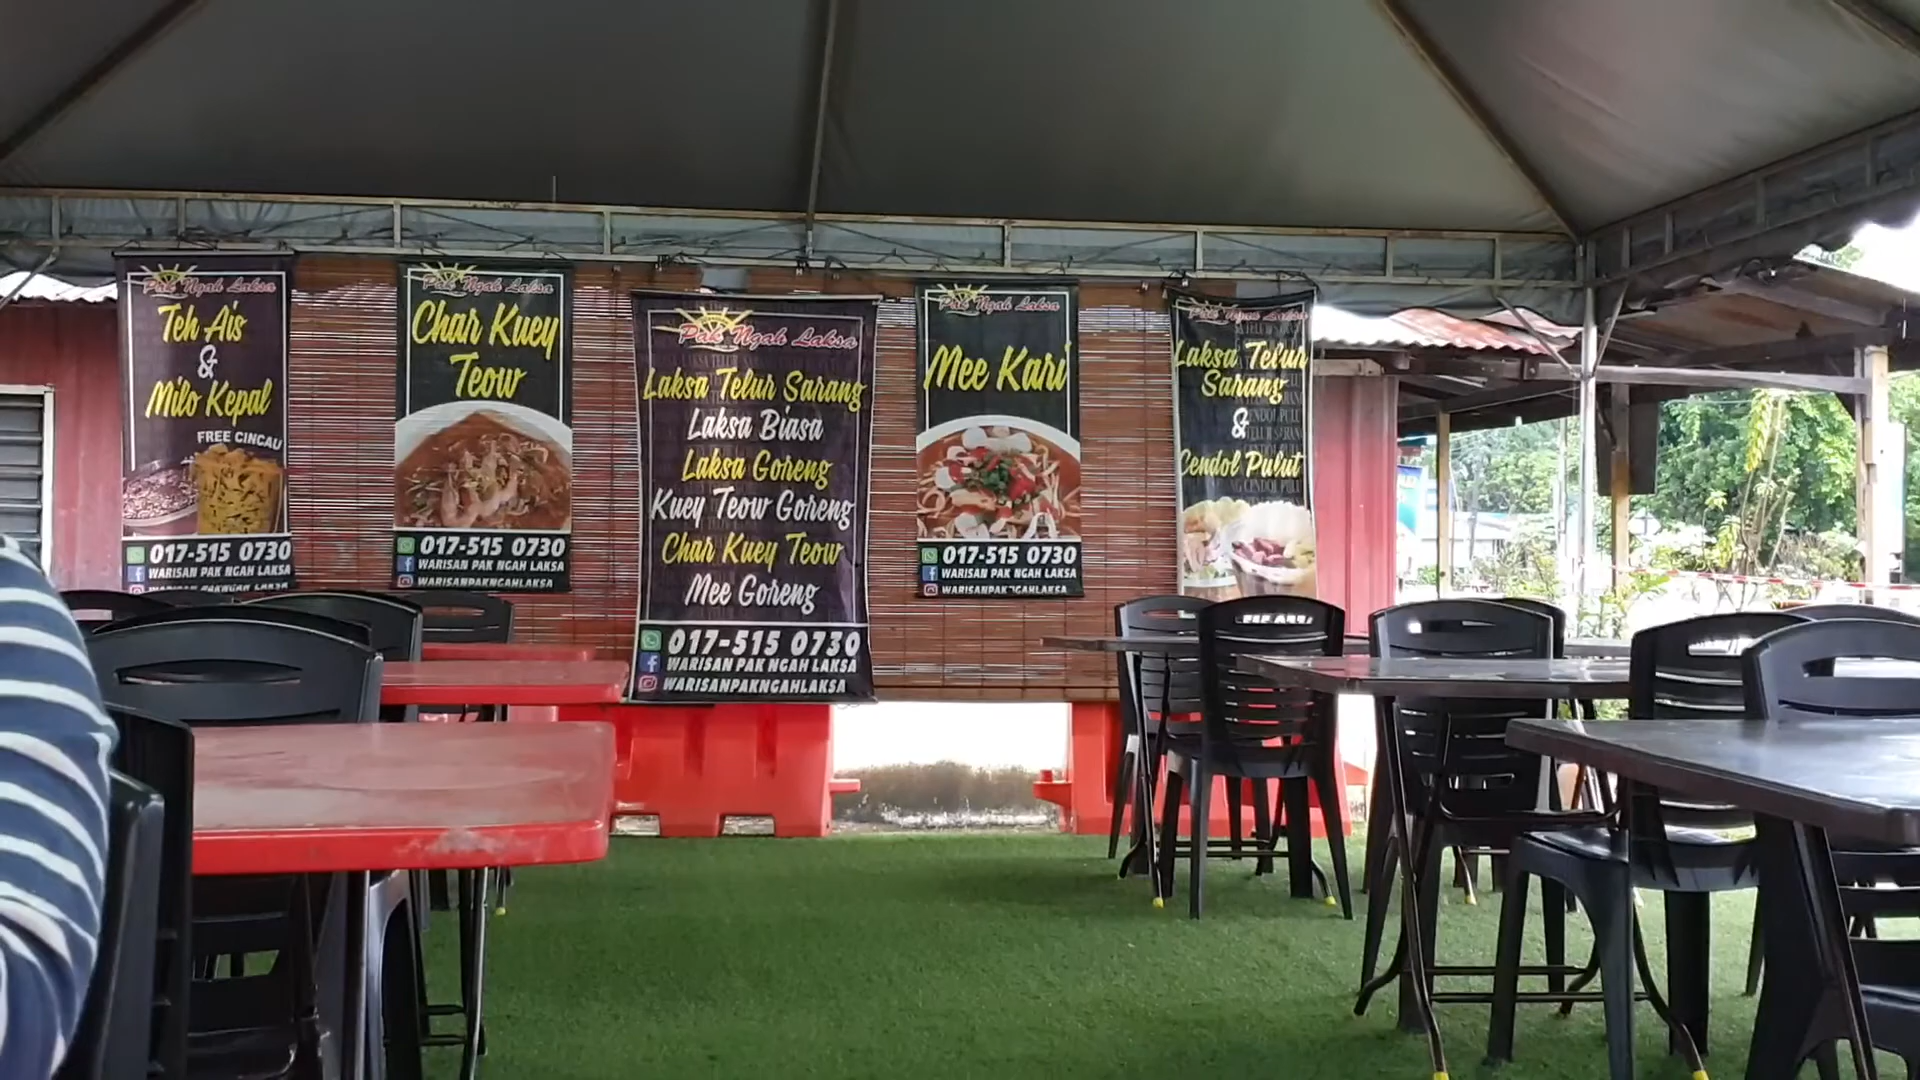 Pak Ngah Laksa
Teh Ais
&
Milo Kepal
FREE CINCAU
017-515 0730
WARISAN PAK NGAH LAKSA
Pak Ngah Laksa
Char Kuey
Teow
017-515 0730
WARISAN PAK NGAH LAKSA
WARISANPAKNGAHLAKSA
Pak Ngah Laksa
Laksa Telur Sarang
Laksa Biasa
Laksa Goreng
Kuey Teow Goreng
Char Kuey Teow
Mee Goreng
017-515 0730
WARISAN PAK NGAH LAKSA
WARISANPAKNGAHLAKSA
Pak Ngah Laksa
Mee Kari
017-515 0730
WARISAN PAK NGAH LAKSA
WARISANPAKNGAHLAKSA
Pak Ngah Laksa
Laksa Telur
Sarang
&
Cendol Pulut